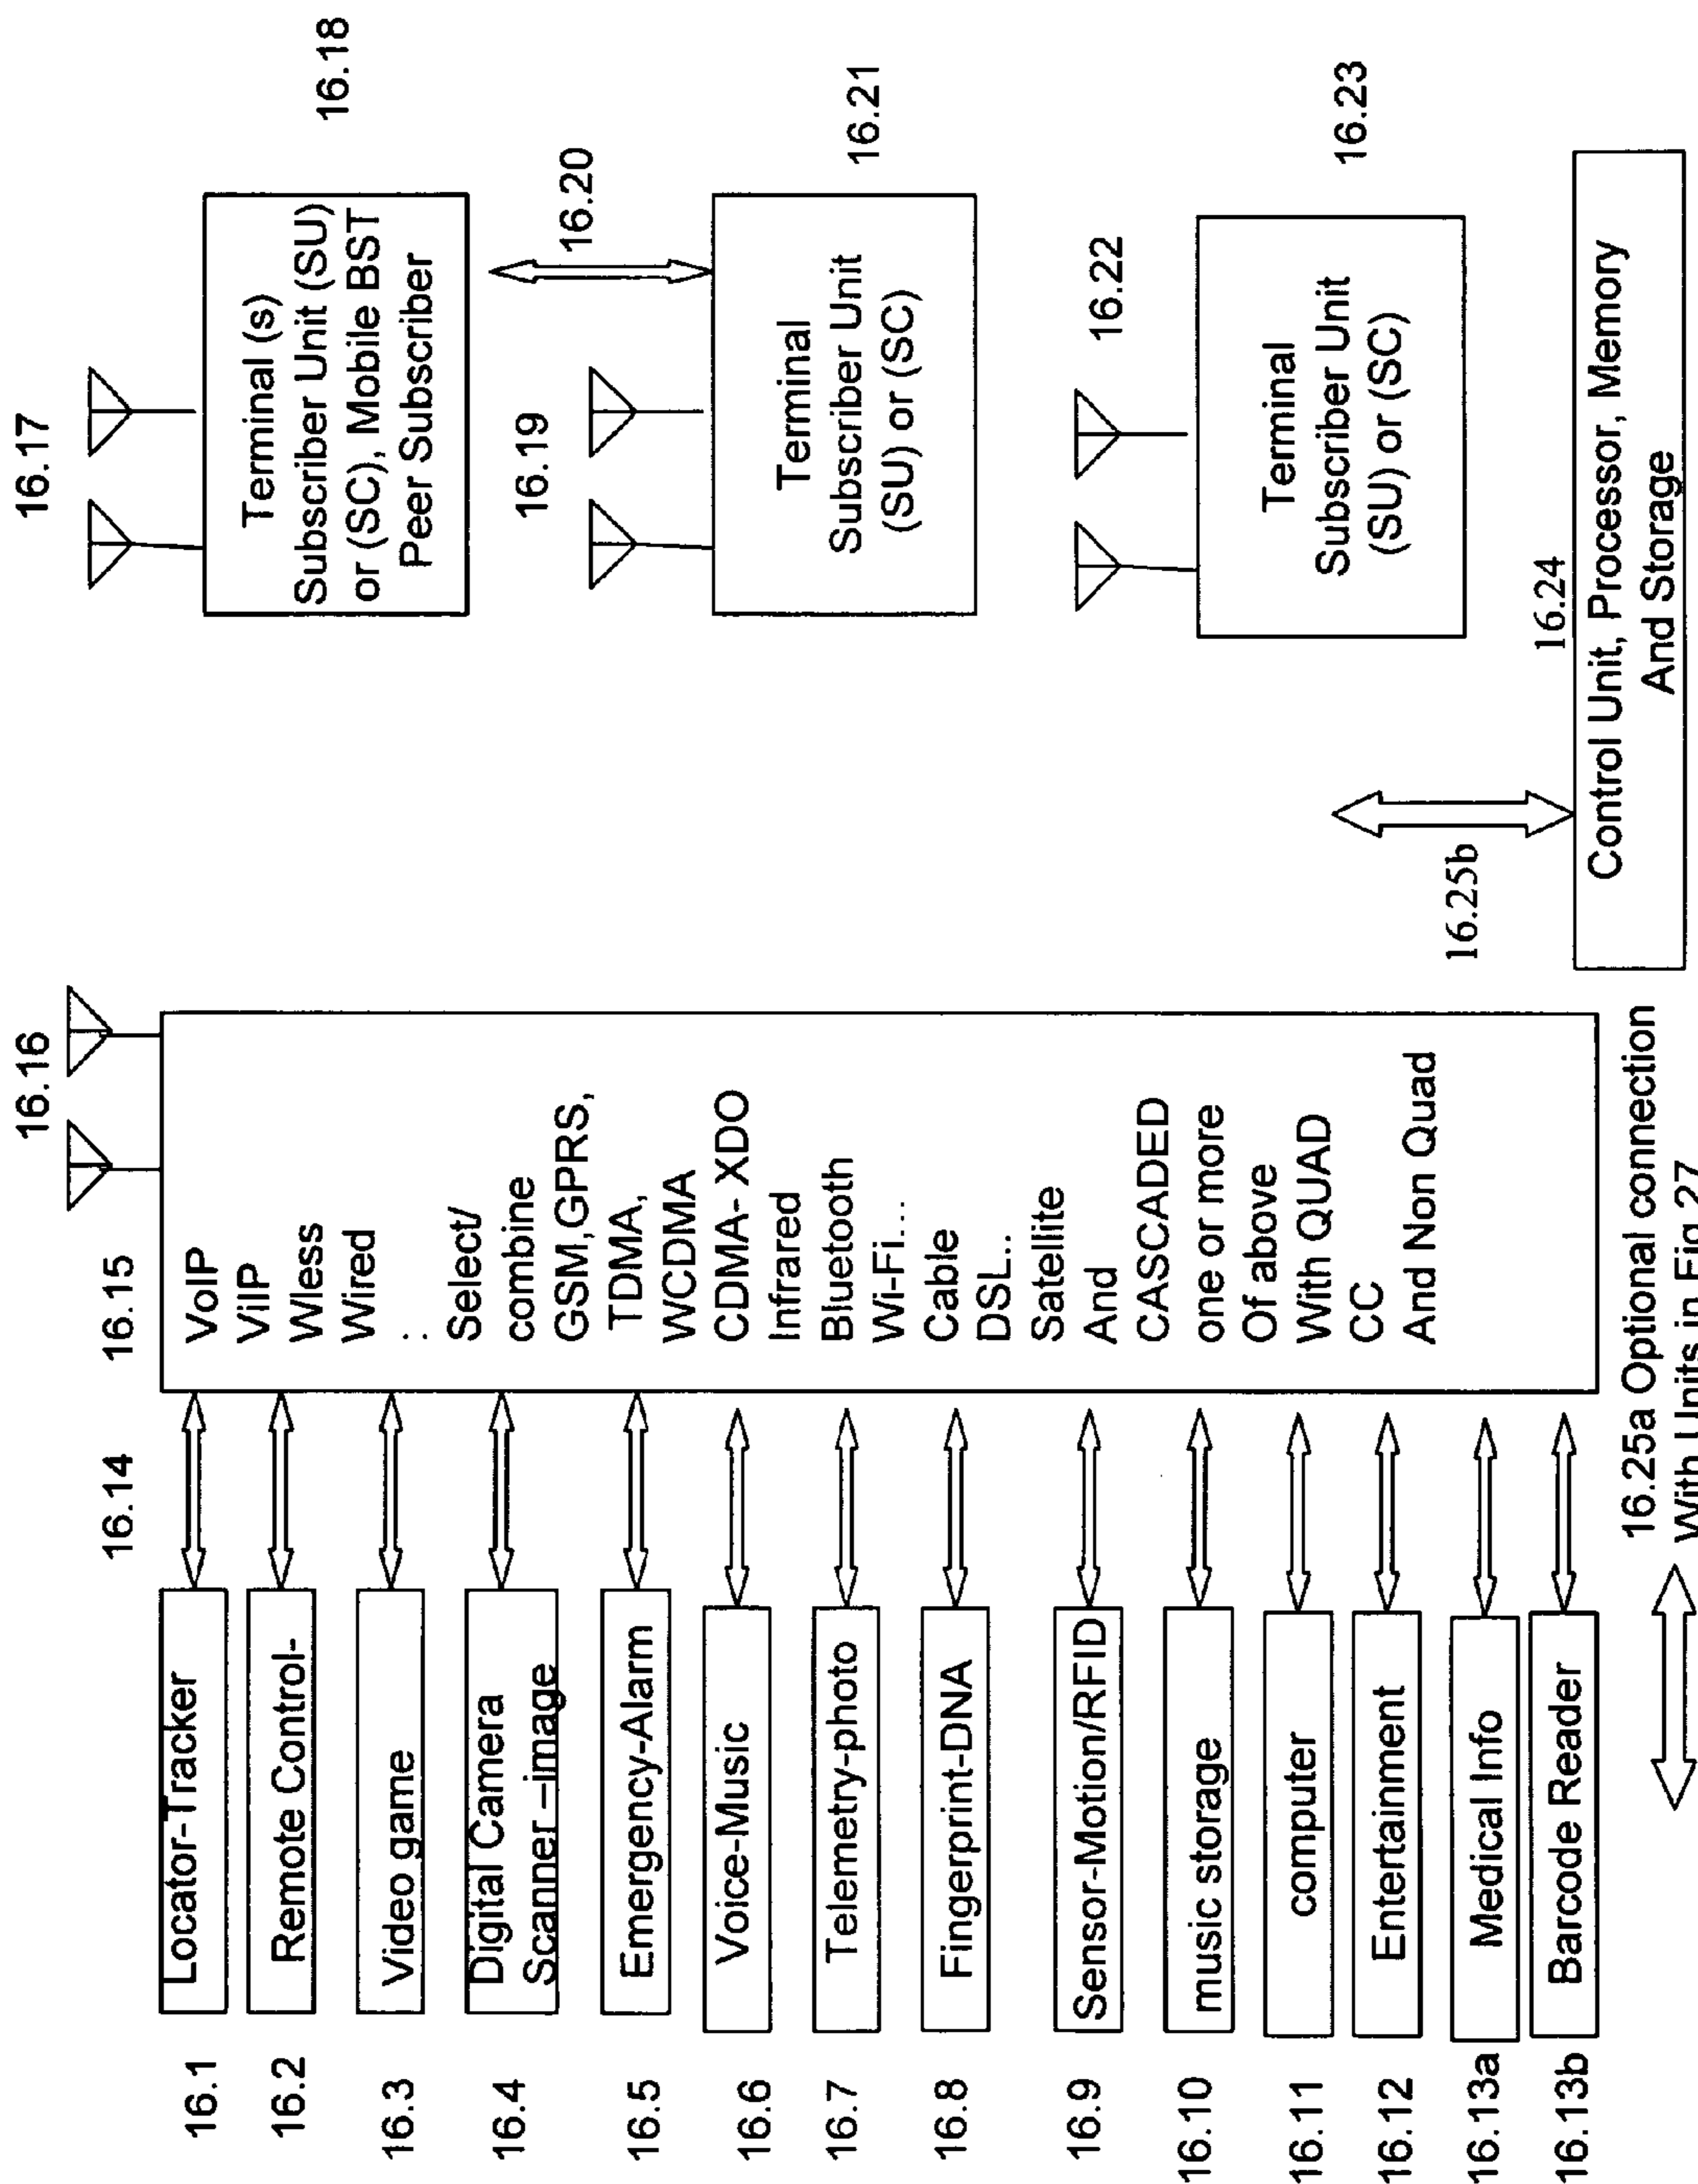 16.1
Locator-Tracker
16.2
Remote Control-
16.3
Video game
16.4
Digital Camera
Scanner –image
16.5
Emergency-Alarm
16.6
Voice-Music
16.7
Telemetry-photo
16.8
Fingerprint-DNA
16.9
Sensor-Motion/RFID
16.10
music storage
16.11
computer
16.12
Entertainment
16.13a
Medical Info
16.13b
Barcode Reader
16.14
16.15
16.16
VoIP
ViIP
Wless
Wired
:
Select/
combine
GSM,GPRS,
TDMA,
WCDMA
CDMA- XDO
Infrared
Bluetooth
Wi-Fi...
Cable
DSL..
Satellite
And
CASCADED
one or more
Of above
With QUAD
CC
And Non Quad
16.25a Optional connection
With Units in Fig.27
16.17
Terminal (s)
Subscriber Unit (SU)
or (SC), Mobile BST
Peer Subscriber
16.18
16.19
16.20
Terminal
Subscriber Unit
(SU) or (SC)
16.21
16.22
Terminal
Subscriber Unit
(SU) or (SC)
16.23
16.25b
16.24
Control Unit, Processor, Memory
And Storage